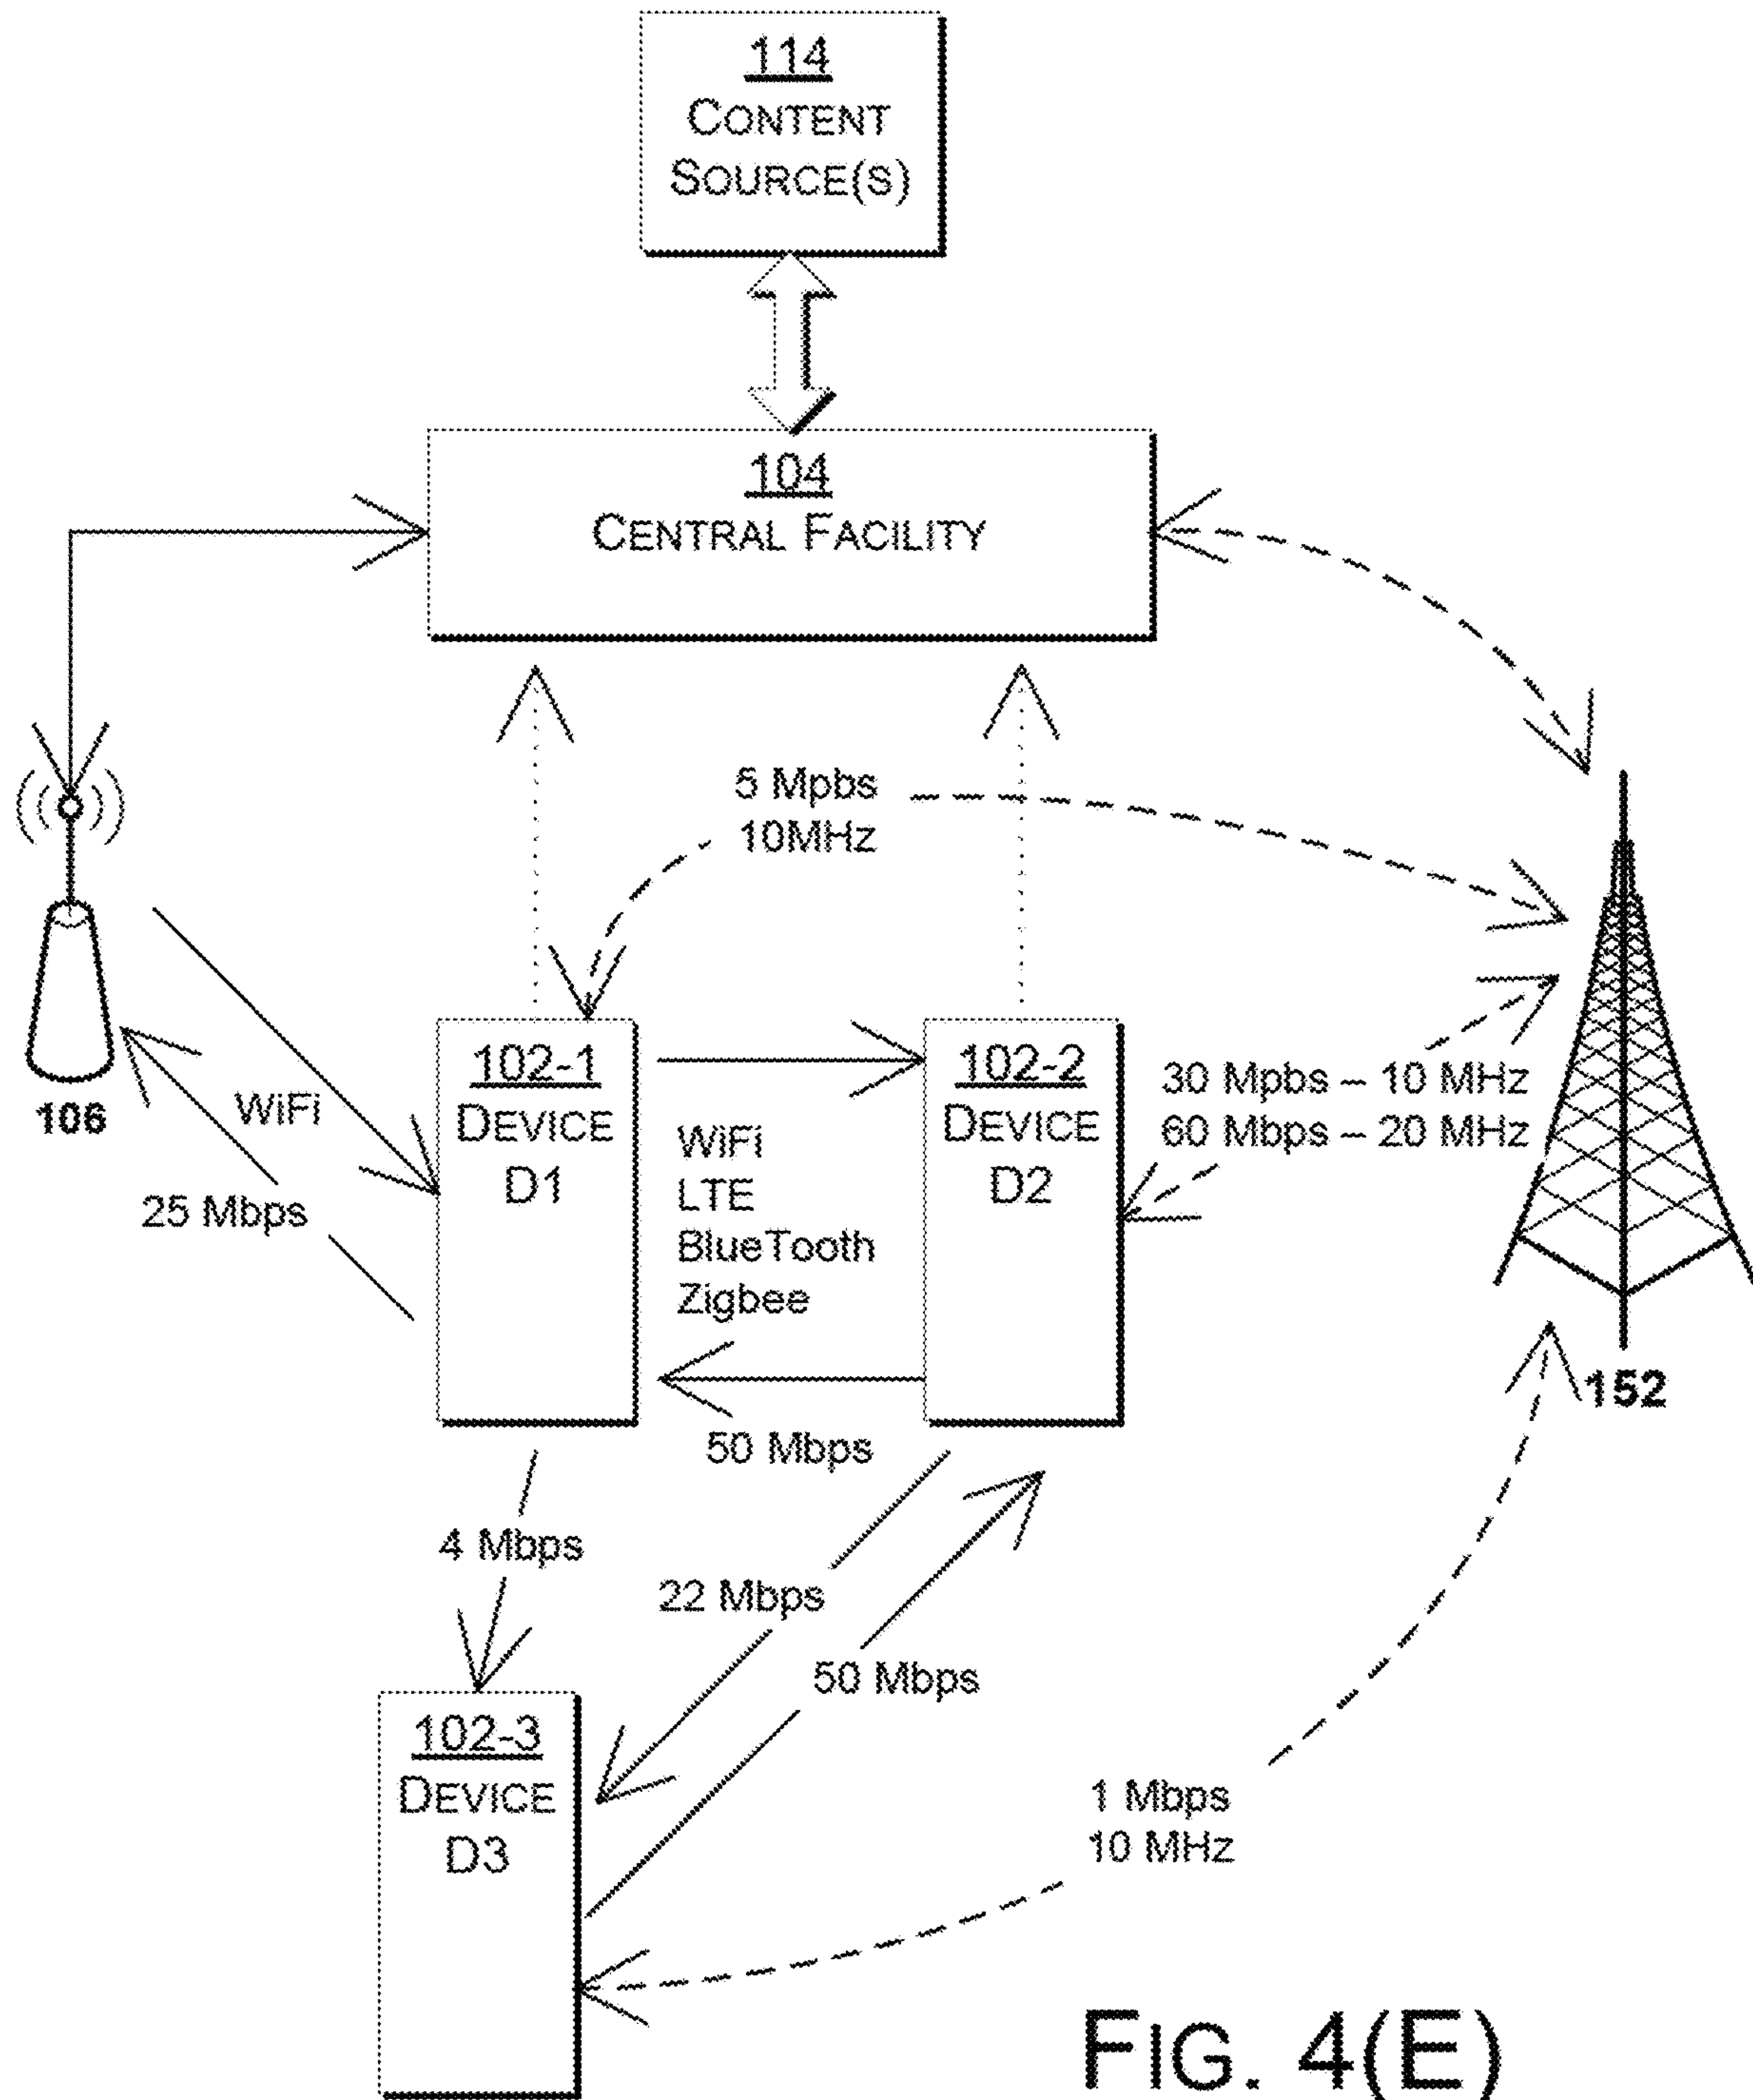 114
CONTENT
SOURCE(S)
104
CENTRAL FACILITY
5 Mpbs
10MHz
102-1
DEVICE
D1
102-2
DEVICE
D2
30 Mpbs – 10 MHz
60 Mbps – 20 MHz
106
WiFi
25 Mbps
WiFi
LTE
BlueTooth
Zigbee
50 Mbps
152
4 Mbps
22 Mbps
50 Mbps
102-3
DEVICE
D3
1 Mbps
10 MHz
FIG. 4(E)